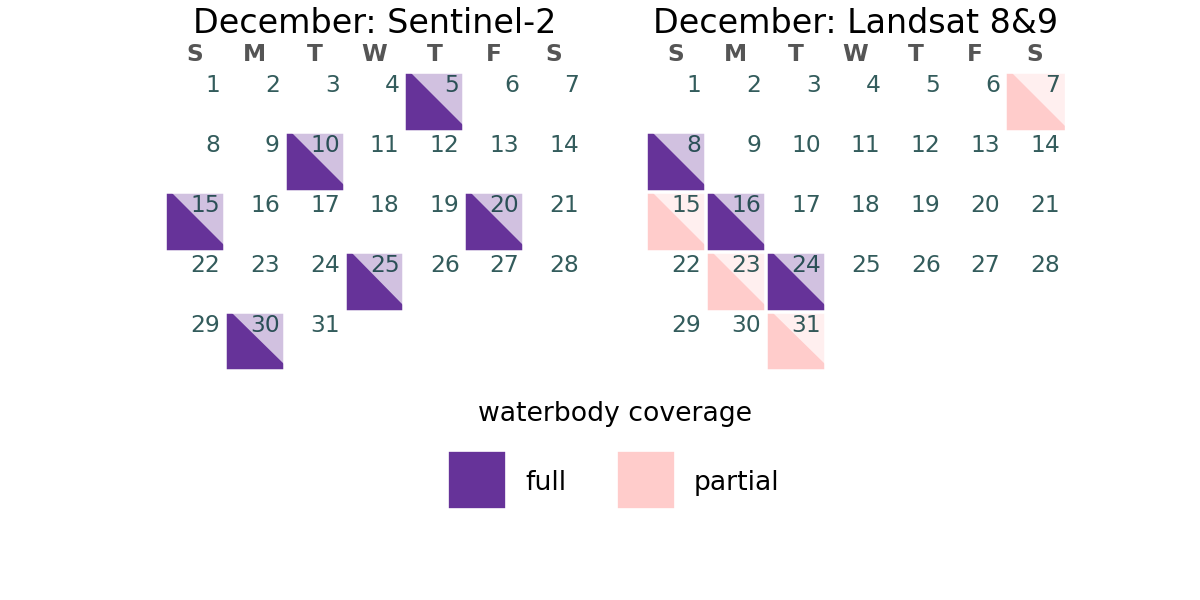 December: Sentinel-2
S M T W T F S
1 2 3 4 5 6 7
8 9 10 11 12 13 14
15 16 17 18 19 20 21
22 23 24 25 26 27 28
29 30 31
December: Landsat 8&9
S M T W T F S
1 2 3 4 5 6 7
8 9 10 11 12 13 14
15 16 17 18 19 20 21
22 23 24 25 26 27 28
29 30 31
waterbody coverage
full partial